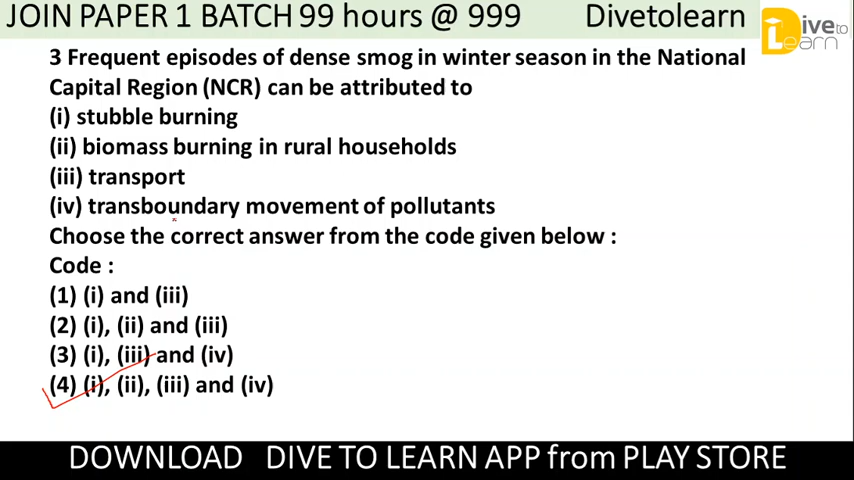 JOIN PAPER 1 BATCH 99 hours @ 999 Divetolearn
Dive to Learn
3 Frequent episodes of dense smog in winter season in the National
Capital Region (NCR) can be attributed to
(i) stubble burning
(ii) biomass burning in rural households
(iii) transport
(iv) transboundary movement of pollutants
Choose the correct answer from the code given below :
Code :
(1) (i) and (iii)
(2) (i), (ii) and (iii)
(3) (i), (iii) and (iv)
(4) (i), (ii), (iii) and (iv)
DOWNLOAD DIVE TO LEARN APP from PLAY STORE